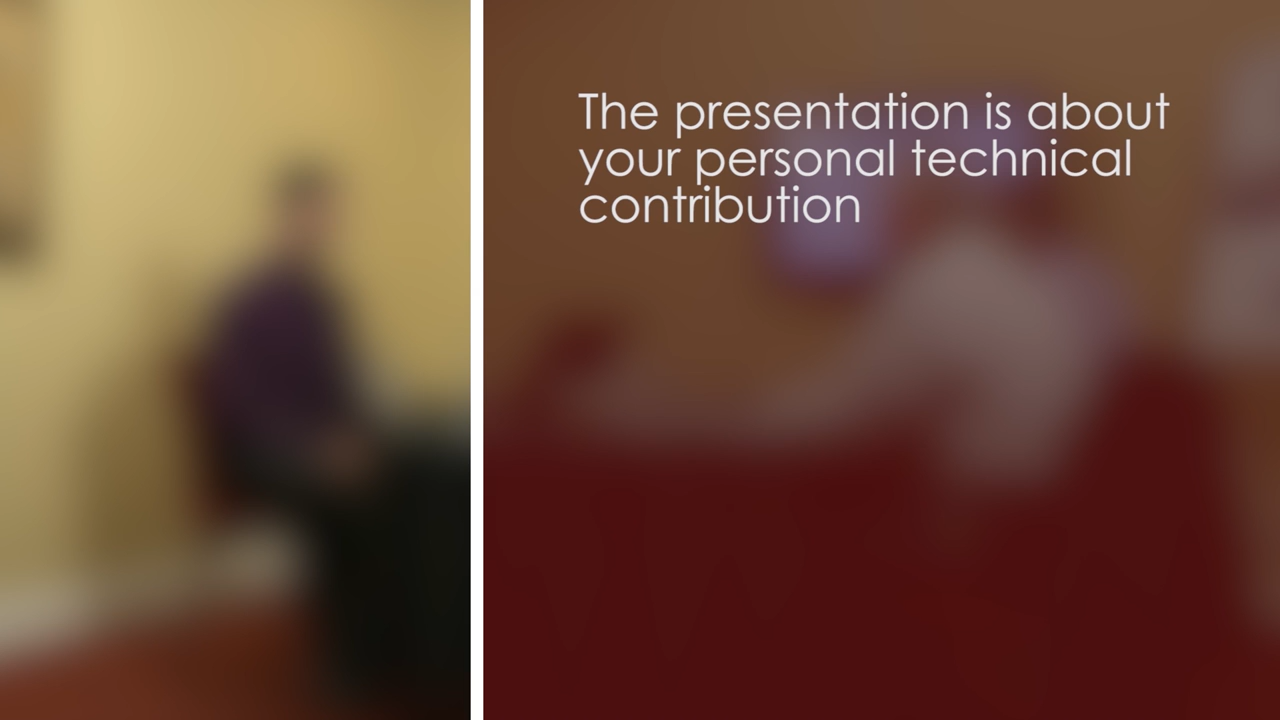 The presentation is about
your personal technical
contribution